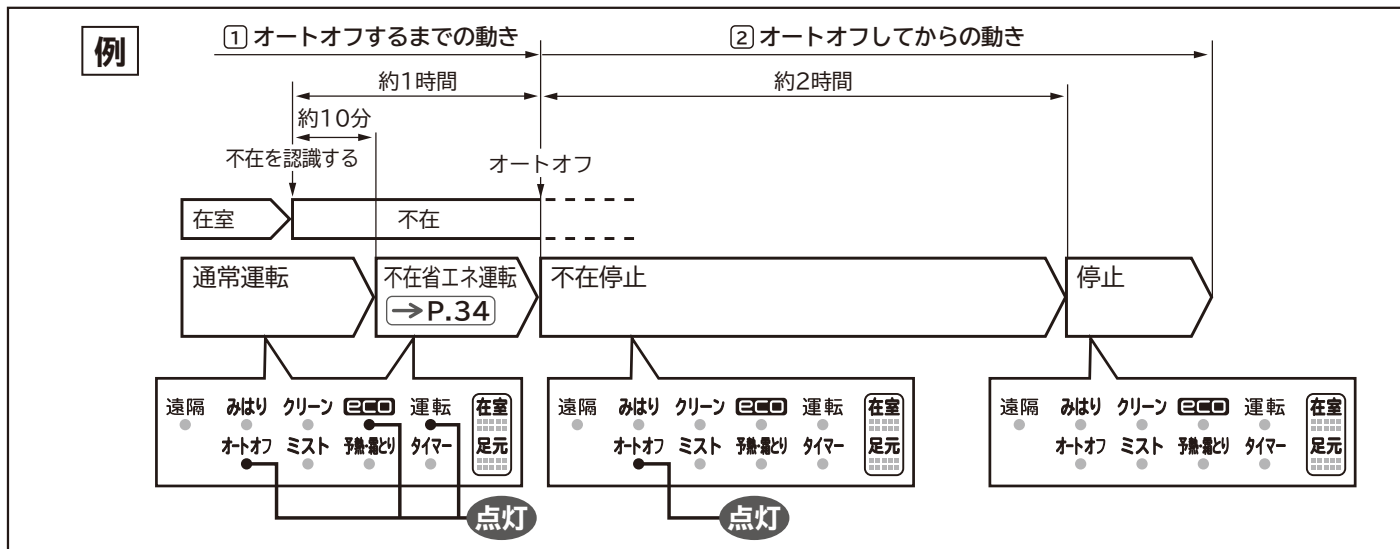 例
1 オートオフするまでの動き
2 オートオフしてからの動き
約1時間
約2時間
約10分
不在を認識する
オートオフ
在室
不在
通常運転
不在省エネ運転
→P.34
不在停止
停止
遠隔 みはり クリーン eco 運転 在室
オートオフ ミスト 予熱・霜とり タイマー 足元
点灯
遠隔 みはり クリーン eco 運転 在室
オートオフ ミスト 予熱・霜とり タイマー 足元
点灯
遠隔 みはり クリーン eco 運転 在室
オートオフ ミスト 予熱・霜とり タイマー 足元